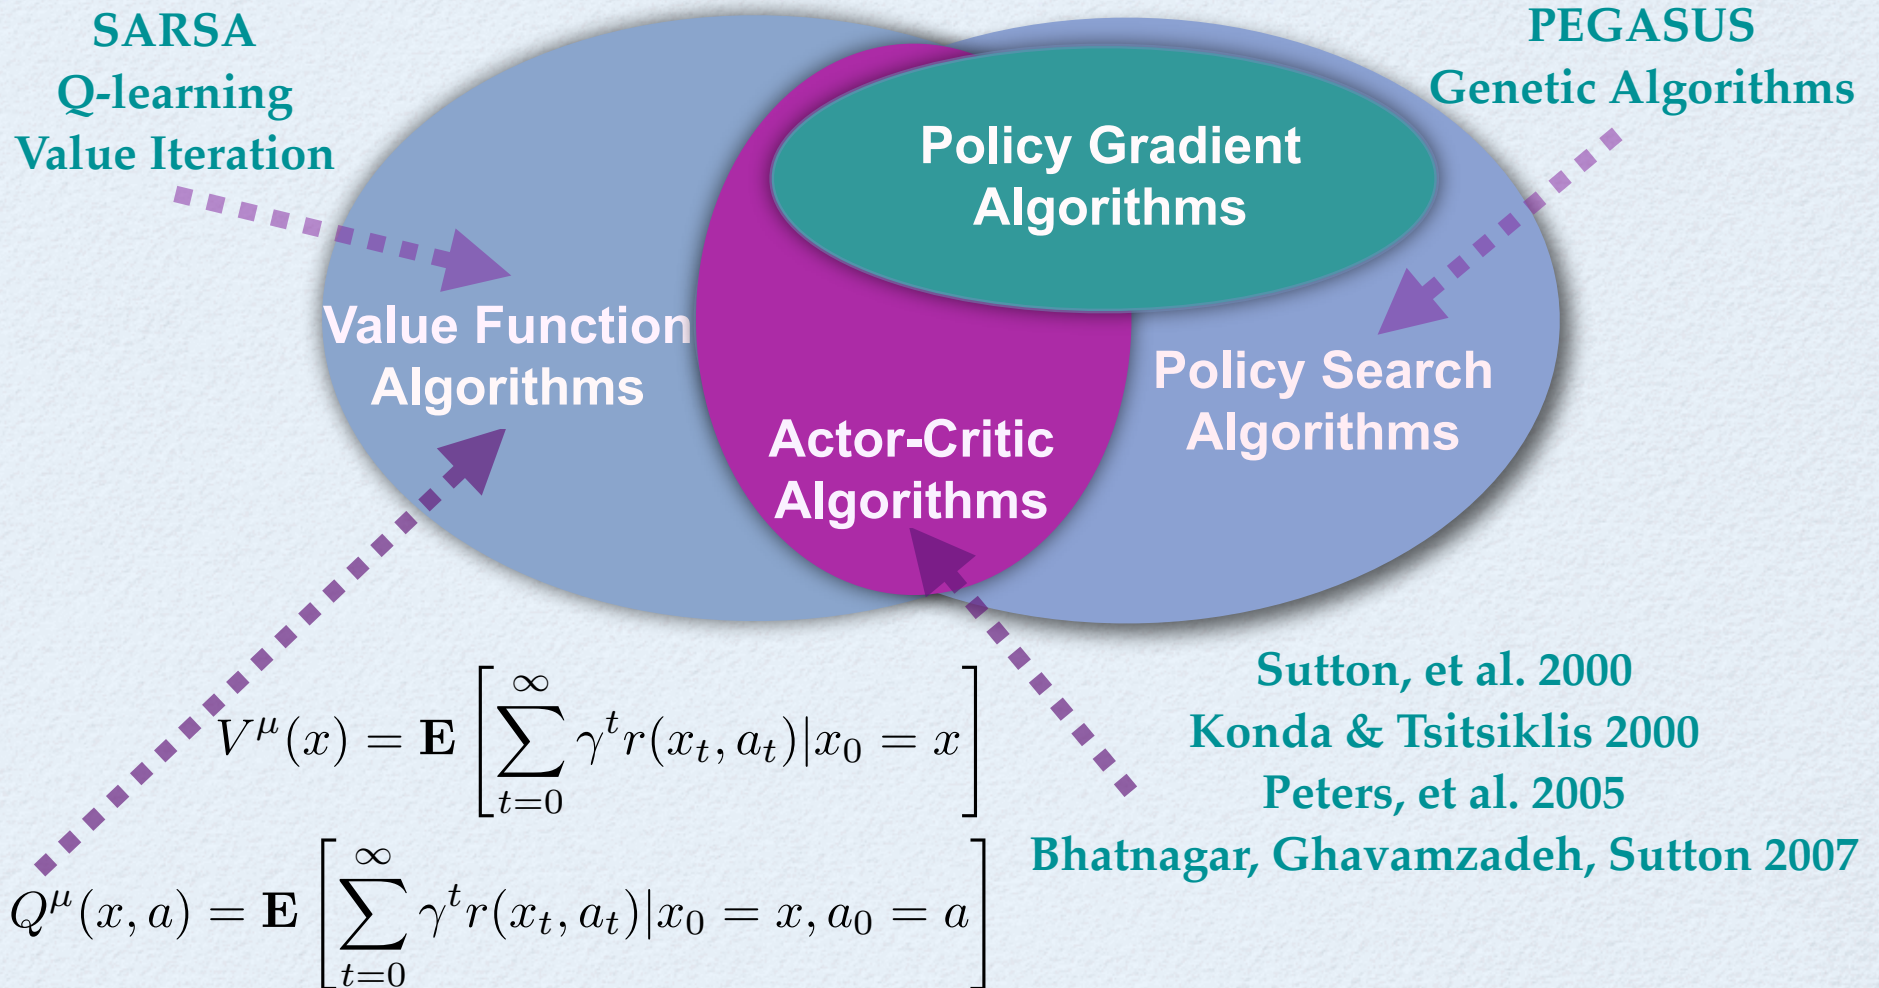 SARSA
Q-learning
Value Iteration
PEGASUS
Genetic Algorithms
Policy Gradient
Algorithms
Value Function
Algorithms
Policy Search
Algorithms
Actor-Critic
Algorithms
V^μ(x) = E [∑_{t=0}^{∞} γ^t r(x_t, a_t)|x_0 = x]
Q^μ(x, a) = E [∑_{t=0}^{∞} γ^t r(x_t, a_t)|x_0 = x, a_0 = a]
Sutton, et al. 2000
Konda & Tsitsiklis 2000
Peters, et al. 2005
Bhatnagar, Ghavamzadeh, Sutton 2007